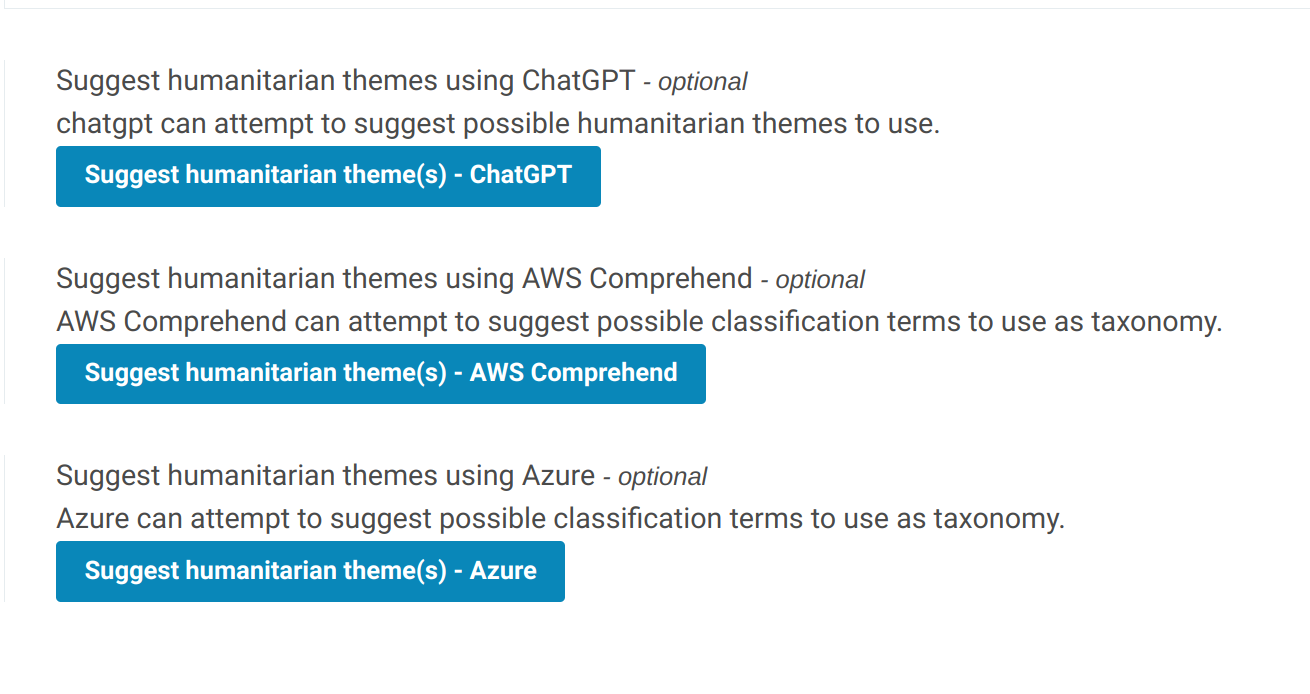 Suggest humanitarian themes using ChatGPT - optional
chatgpt can attempt to suggest possible humanitarian themes to use.
Suggest humanitarian theme(s) - ChatGPT
Suggest humanitarian themes using AWS Comprehend - optional
AWS Comprehend can attempt to suggest possible classification terms to use as taxonomy.
Suggest humanitarian theme(s) - AWS Comprehend
Suggest humanitarian themes using Azure - optional
Azure can attempt to suggest possible classification terms to use as taxonomy.
Suggest humanitarian theme(s) - Azure